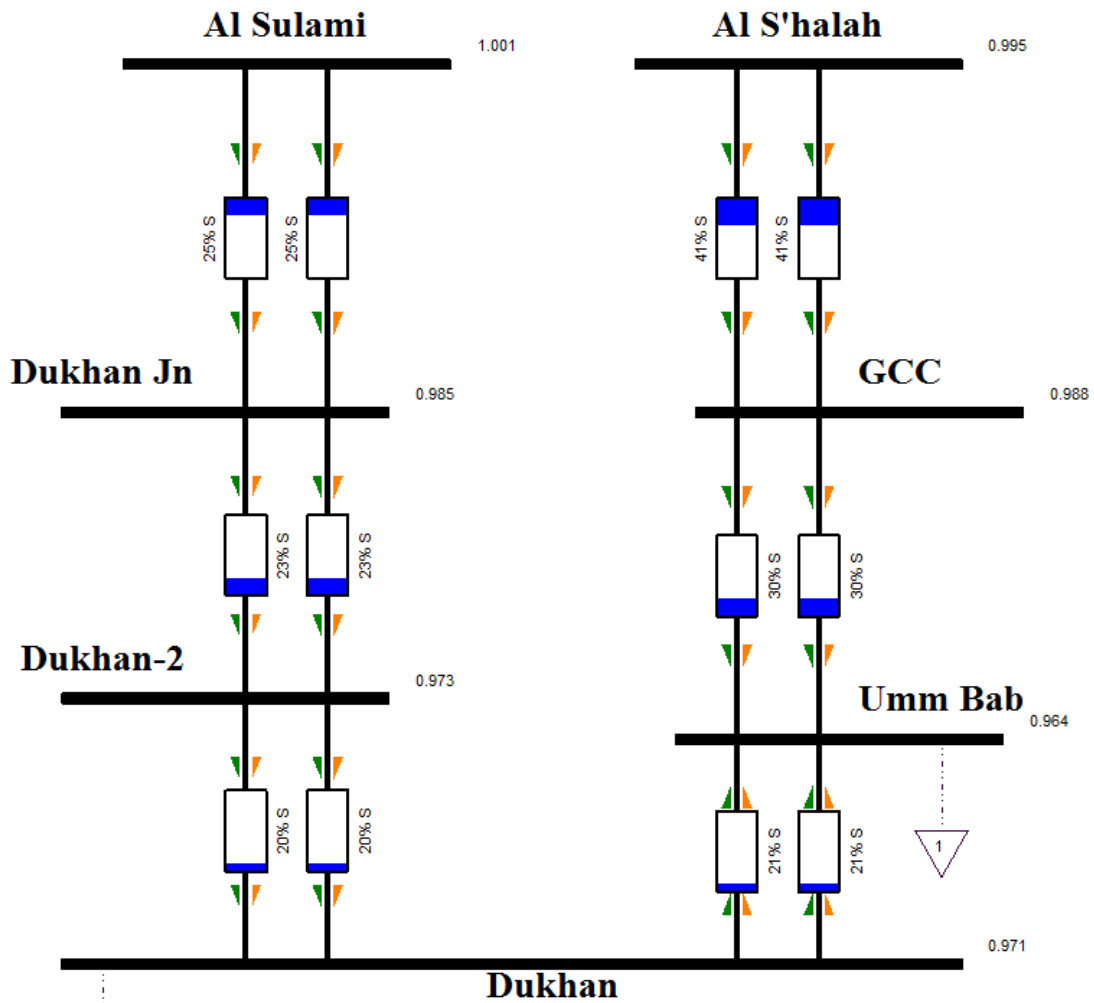 Al Sulami
Al S'halah
1.001
0.995
25% S
25% S
41% S
41% S
Dukhan Jn
GCC
0.985
0.988
23% S
23% S
30% S
30% S
Dukhan-2
0.973
Umm Bab
0.964
20% S
20% S
21% S
21% S
1
0.971
Dukhan